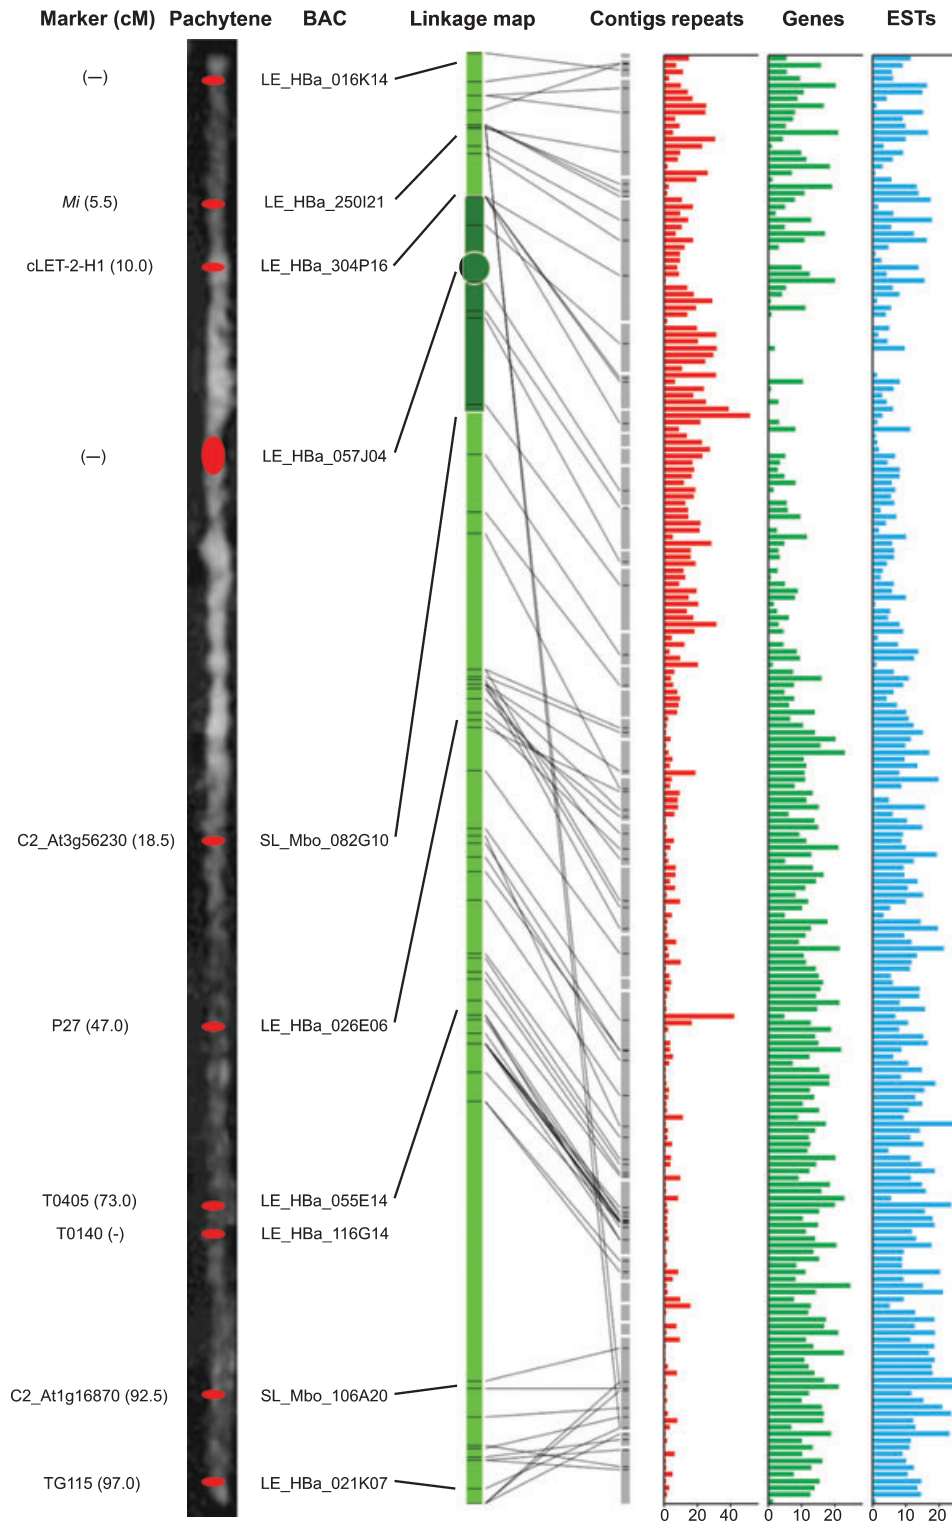 Marker (cM) Pachytene BAC Linkage map Contigs repeats Genes ESTs
(—) LE_HBa_016K14
Mi (5.5) LE_HBa_250I21
cLET-2-H1 (10.0) LE_HBa_304P16
(—) LE_HBa_057J04
C2_At3g56230 (18.5) SL_Mbo_082G10
P27 (47.0) LE_HBa_026E06
T0405 (73.0) LE_HBa_055E14
T0140 (-) LE_HBa_116G14
C2_At1g16870 (92.5) SL_Mbo_106A20
TG115 (97.0) LE_HBa_021K07
0 20 40 0 10 20 0 10 20